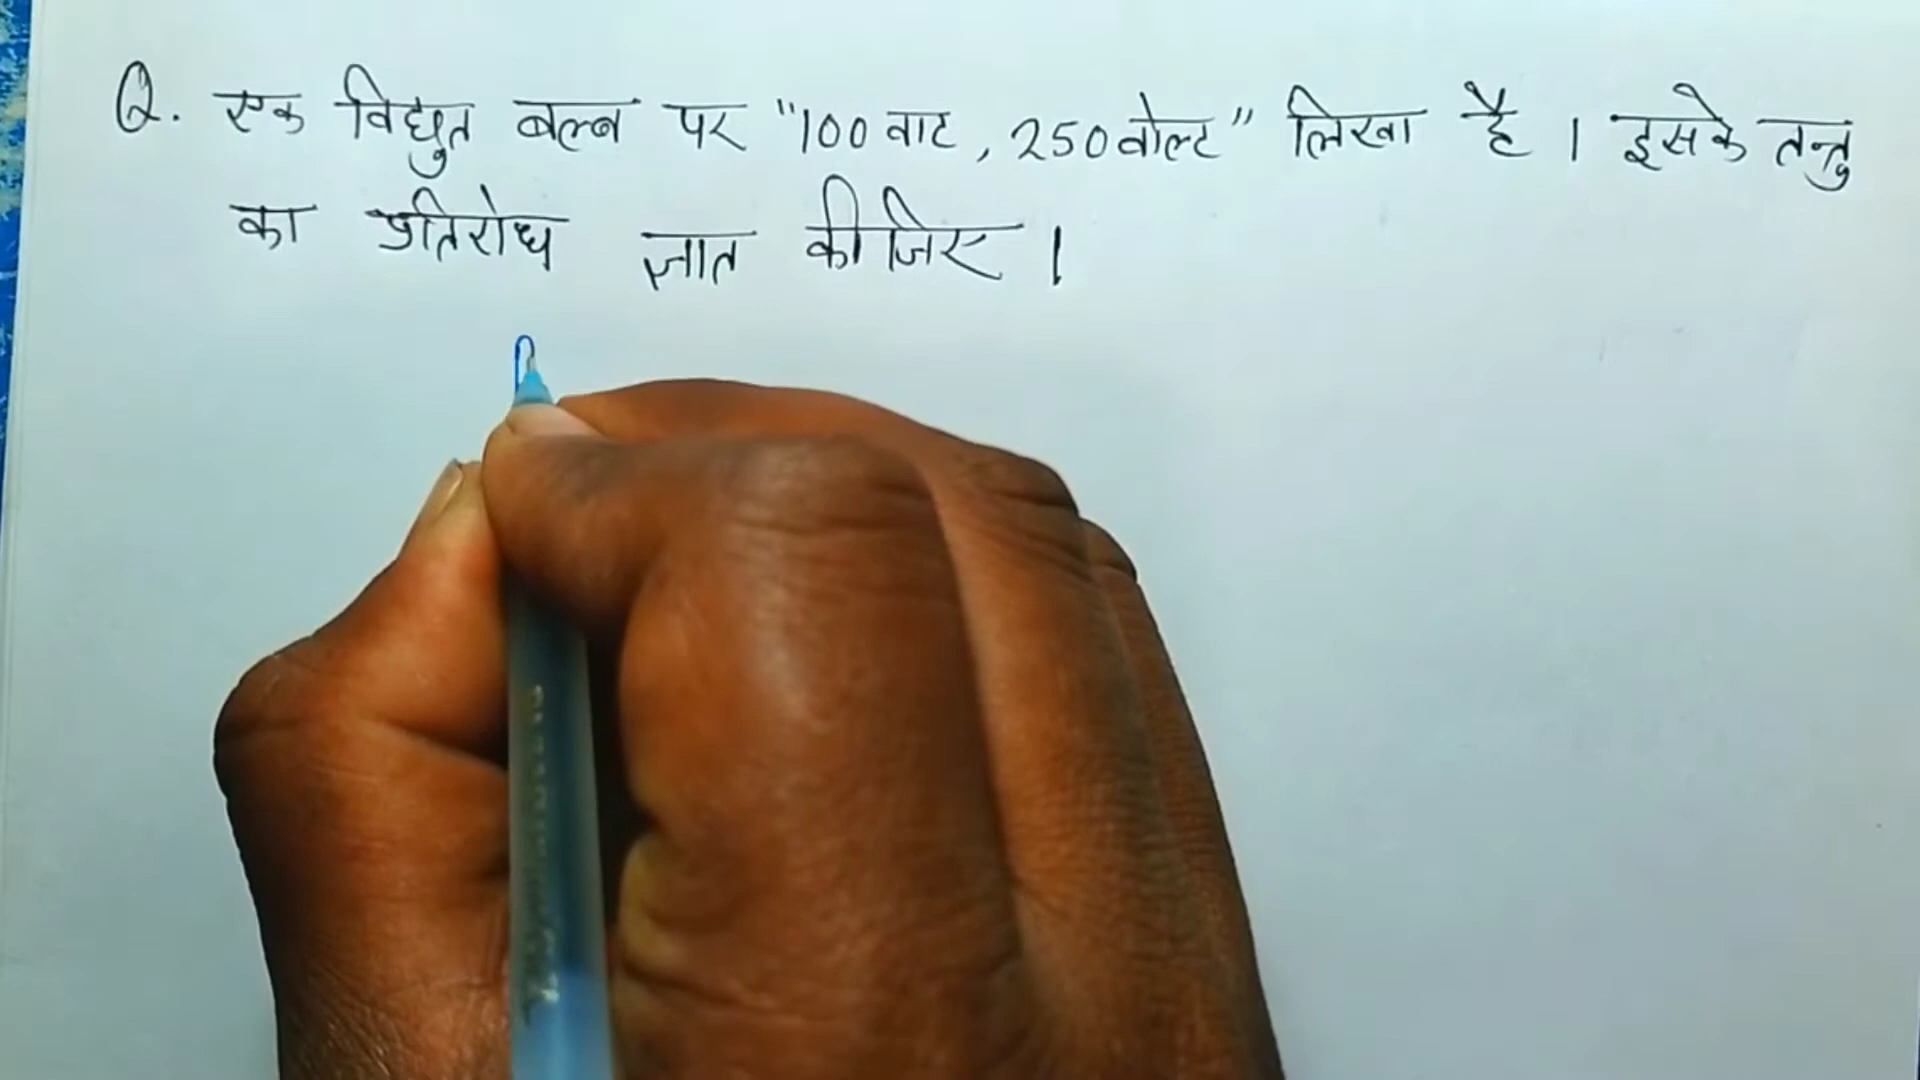 Q. एक विद्युत बल्ब पर "100 वाट, 250 वोल्ट" लिखा है । इसके तन्तु
का प्रतिरोध ज्ञात कीजिए ।